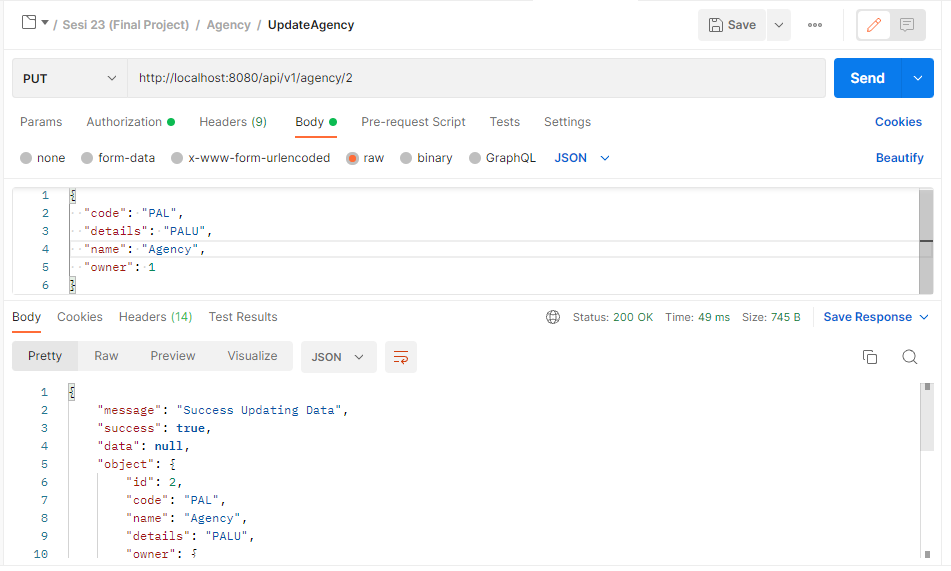 / Sesi 23 (Final Project) / Agency / UpdateAgency
Save
PUT
http://localhost:8080/api/v1/agency/2
Send
Params Authorization Headers (9) Body Pre-request Script Tests Settings Cookies
none form-data x-www-form-urlencoded raw binary GraphQL JSON Beautify
1 {
2 "code": "PAL",
3 "details": "PALU",
4 "name": "Agency",
5 "owner": 1
6 }
Body Cookies Headers (14) Test Results Status: 200 OK Time: 49 ms Size: 745 B Save Response
Pretty Raw Preview Visualize JSON
1 {
2 "message": "Success Updating Data",
3 "success": true,
4 "data": null,
5 "object": {
6 "id": 2,
7 "code": "PAL",
8 "name": "Agency",
9 "details": "PALU",
10 "owner": {